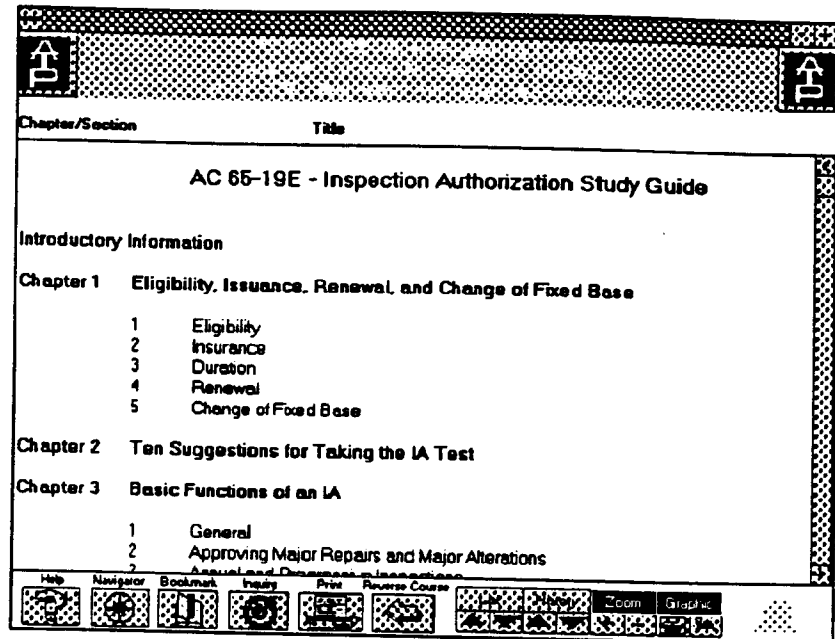 Chapter/Section Title
AC 65-19E - Inspection Authorization Study Guide
Introductory Information
Chapter 1 Eligibility, Issuance, Renewal, and Change of Fixed Base
1 Eligibility
2 Insurance
3 Duration
4 Renewal
5 Change of Fixed Base
Chapter 2 Ten Suggestions for Taking the IA Test
Chapter 3 Basic Functions of an IA
1 General
2 Approving Major Repairs and Major Alterations
Help Navigator Bookmark Inquire Print Reverse Course Zoom Graphic